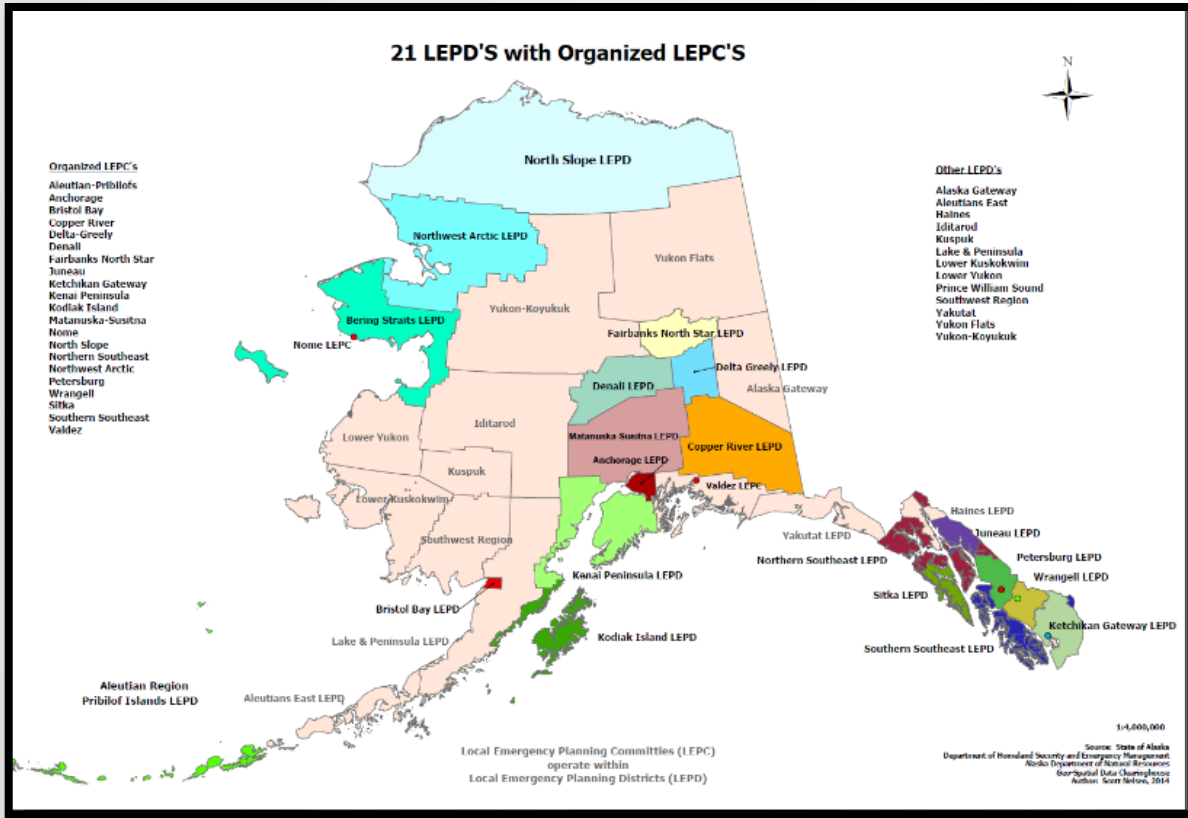 21 LEPD'S with Organized LEPC'S
N
Organized LEPC's
Aleutian-Pribilofs
Anchorage
Bristol Bay
Copper River
Delta-Greely
Denali
Fairbanks North Star
Juneau
Ketchikan Gateway
Kenai Peninsula
Kodiak Island
Matanuska-Susitna
Nome
North Slope
Northern Southeast
Northwest Arctic
Petersburg
Wrangell
Sitka
Southern Southeast
Valdez
Other LEPD's
Alaska Gateway
Aleutians East
Haines
Iditarod
Kuspuk
Lake & Peninsula
Lower Kuskokwim
Lower Yukon
Prince William Sound
Southwest Region
Yakutat
Yukon Flats
Yukon-Koyukuk
North Slope LEPD
Northwest Arctic LEPD
Yukon Flats
Yukon-Koyukuk
Bering Straits LEPD
Fairbanks North Star LEPD
Nome LEPC
Delta Greely LEPD
Denali LEPD
Alaska Gateway
Iditarod
Lower Yukon
Matanuska-Susitna LEPD
Copper River LEPD
Anchorage LEPD
Kuspuk
Valdez LEPC
Lower Kuskokwim
Haines LEPD
Yakutat LEPD
Juneau LEPD
Southwest Region
Northern Southeast LEPD
Petersburg LEPD
Kenai Peninsula LEPD
Wrangell LEPD
Sitka LEPD
Bristol Bay LEPD
Ketchikan Gateway LEPD
Kodiak Island LEPD
Lake & Peninsula LEPD
Southern Southeast LEPD
Aleutian Region
Pribilof Islands LEPD
Aleutians East LEPD
Local Emergency Planning Committees (LEPC)
operate within
Local Emergency Planning Districts (LEPD)
1:4,000,000
Source: State of Alaska
Department of Homeland Security and Emergency Management
Alaska Department of Natural Resources
Geo-Spatial Data Clearinghouse
Author: Scott Nelsen, 2014